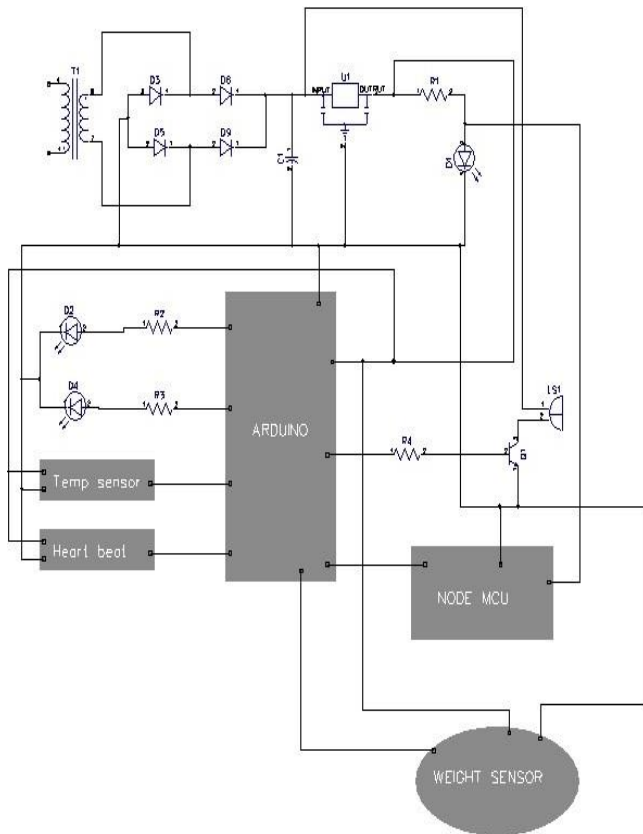 T1
D3
D6
D5
D9
C1
U1
INPUT
OUTPUT
R1
D1
D2
R2
D4
R3
ARDUINO
Temp sensor
Heart beat
R4
LS1
NODE MCU
WEIGHT SENSOR